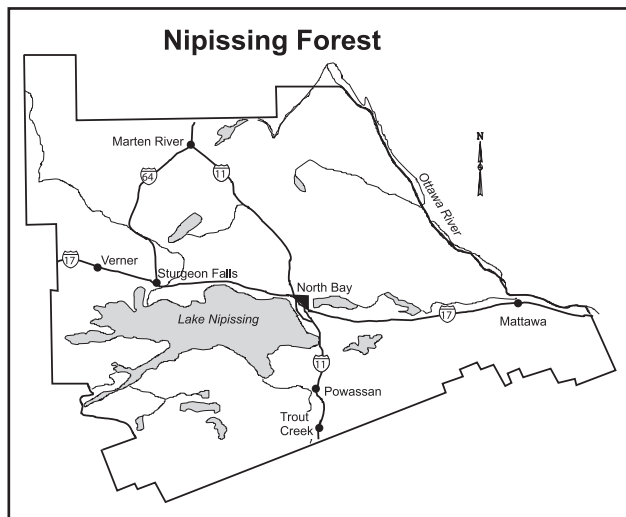 Nipissing Forest
Marten River
N
64
11
Ottawa River
17
Verner
Sturgeon Falls
North Bay
Lake Nipissing
17
Mattawa
11
Powassan
Trout
Creek